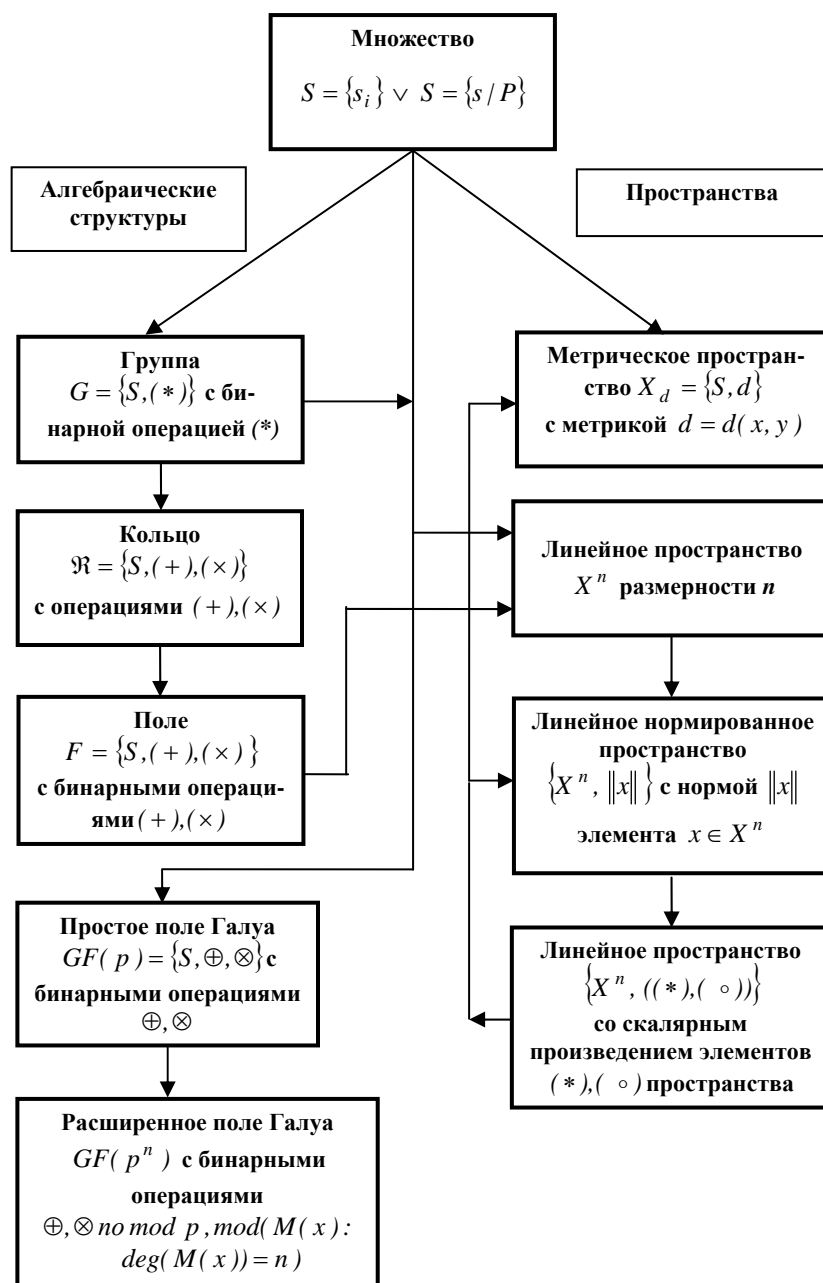 Множество
S = {s_i} ∨ S = {s / P}
Алгебраические
структуры
Пространства
Группа
G = {S,(*)} с би-
нарной операцией (*)
Метрическое простран-
ство X_d = {S,d}
с метрикой d = d( x, y )
Кольцо
ℜ = {S,(+),(×)}
с операциями (+),(×)
Линейное пространство
X^n размерности n
Поле
F = {S,(+),(×) }
с бинарными операци-
ями(+),(×)
Линейное нормированное
пространство
{X^n, ‖x‖} с нормой ‖x‖
элемента x ∈ X^n
Простое поле Галуа
GF( p ) = {S,⊕,⊗} с
бинарными операциями
⊕,⊗
Линейное пространство
{X^n, ((*),( ∘))}
со скалярным
произведением элементов
(*),( ∘) пространства
Расширенное поле Галуа
GF( p^n ) с бинарными
операциями
⊕,⊗ по mod p ,mod( M( x ):
deg( M( x )) = n )